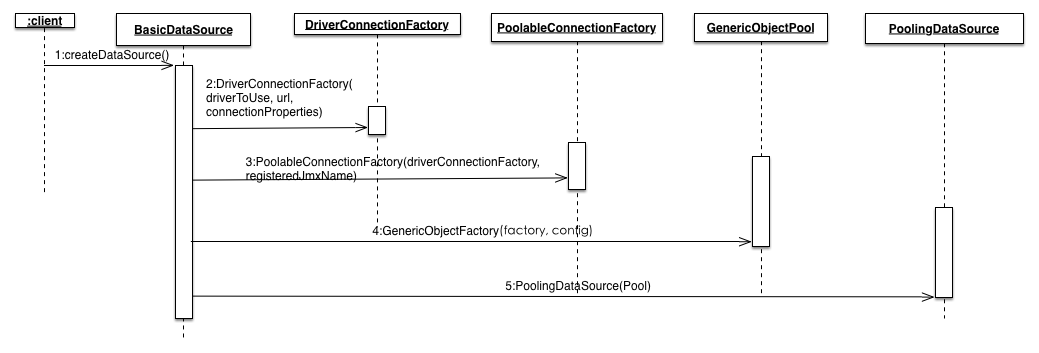 :client
BasicDataSource
DriverConnectionFactory
PoolableConnectionFactory
GenericObjectPool
PoolingDataSource
1:createDataSource()
2:DriverConnectionFactory(
driverToUse, url,
connectionProperties)
3:PoolableConnectionFactory(driverConnectionFactory,
registeredJmxName)
4:GenericObjectFactory(factory, config)
5:PoolingDataSource(Pool)